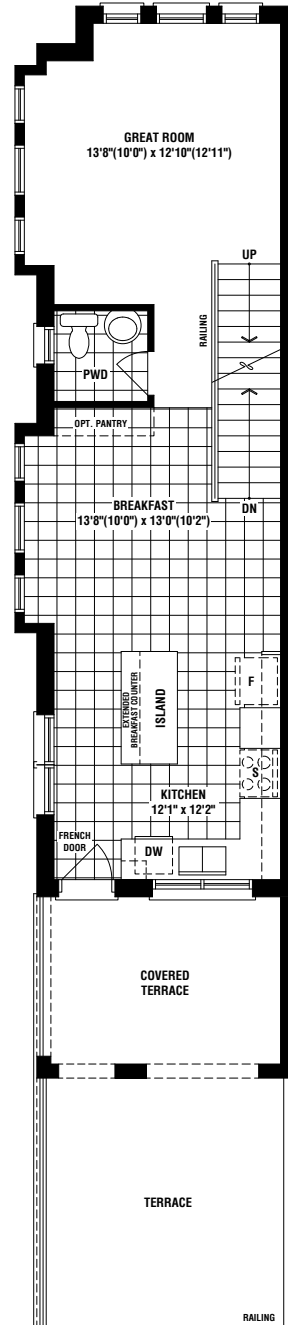 GREAT ROOM
13'8"(10'0") x 12'10"(12'11")
UP
RAILING
PWD
OPT. PANTRY
BREAKFAST
13'8"(10'0") x 13'0"(10'2")
DN
EXTENDED
BREAKFAST COUNTER
ISLAND
F
S
KITCHEN
12'1" x 12'2"
FRENCH
DOOR
DW
COVERED
TERRACE
TERRACE
RAILING